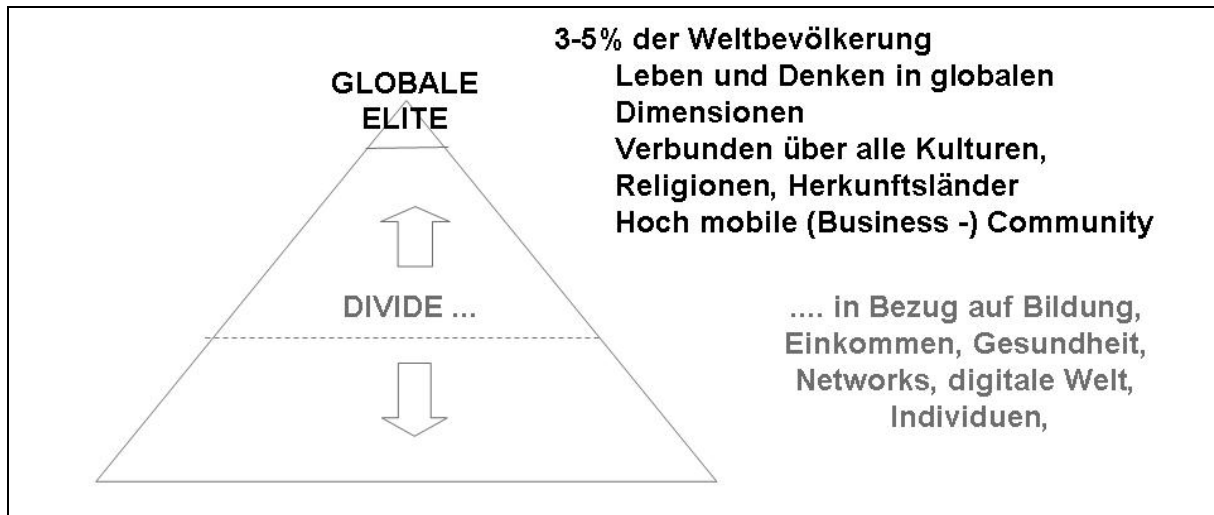 GLOBALE
ELITE
3-5% der Weltbevölkerung
Leben und Denken in globalen
Dimensionen
Verbunden über alle Kulturen,
Religionen, Herkunftsländer
Hoch mobile (Business -) Community
DIVIDE ...
.... in Bezug auf Bildung,
Einkommen, Gesundheit,
Networks, digitale Welt,
Individuen,